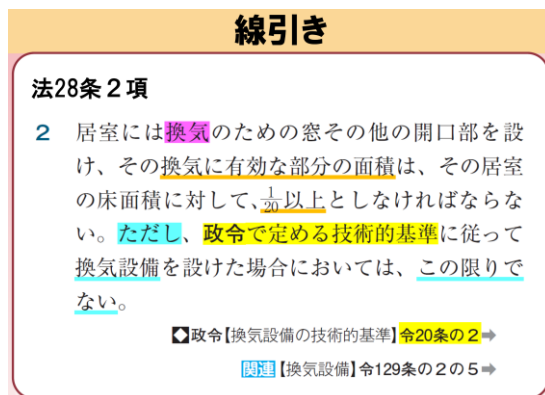 線引き
法28条2項
2 居室には換気のための窓その他の開口部を設
け、その換気に有効な部分の面積は、その居室
の床面積に対して、1/20以上としなければならな
い。ただし、政令で定める技術的基準に従って
換気設備を設けた場合においては、この限りで
ない。
◆政令【換気設備の技術的基準】令20条の2➡
関連【換気設備】令129条の2の5➡